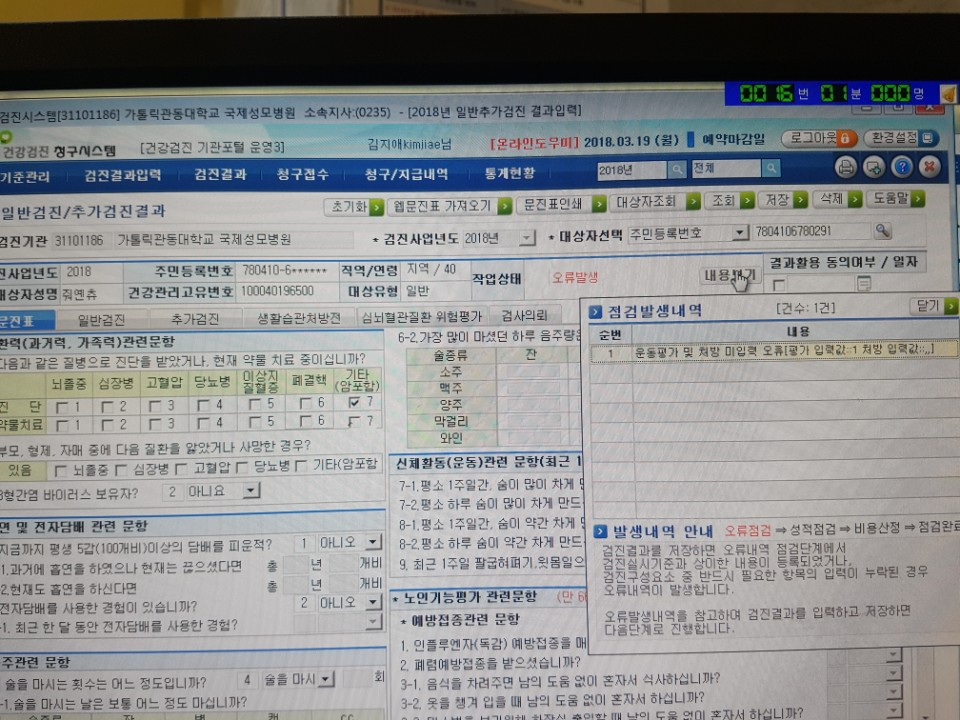 0016 번 01 분 000 명
검진시스템[31101186] 가톨릭관동대학교 국제성모병원 소속지사:(0235) - [2018년 일반추가검진 결과입력]
건강검진 청구시스템 [건강검진 기관포털 운영3] 김지애kimjiae님 [온라인도우미] 2018.03.19 (월) 예약마감일 로그아웃 환경설정
기준관리 검진결과입력 검진결과 청구접수 청구/지급내역 통계현황 2018년 전체
일반검진/추가검진결과 초기화 웹문진표 가져오기 문진표인쇄 대상자조회 조회 저장 삭제 도움말
검진기관 31101186 가톨릭관동대학교 국제성모병원 * 검진사업년도 2018년 * 대상자선택 주민등록번호 7804106780291
사업년도 2018 주민등록번호 780410-6****** 직역/연령 지역 / 40 작업상태 오류발생 내용보기 결과활용 동의여부 / 일자
대상자성명 줘옌츄 건강관리고유번호 100040196500 대상유형 일반
문진표 일반검진 추가검진 생활습관처방전 심뇌혈관질환 위험평가 검사의뢰
점검발생내역 [건수: 1건] 닫기
순번 내용
1 운동평가 및 처방 미입력 오류[평가 입력값::1 처방 입력값::,,]
발생내역 안내 오류점검 ⇒ 성적점검 ⇒ 비용산정 ⇒ 점검완료
검진결과를 저장하면 오류내역 점검단계에서
검진실시기준과 상이한 내용이 등록되었거나,
검진구성요소 중 반드시 필요한 항목의 입력이 누락된 경우
오류내역이 발생합니다.
오류발생내역을 참고하여 검진결과를 입력하고 저장하면
다음단계로 진행합니다.
환력(과거력, 가족력)관련문항
다음과 같은 질병으로 진단을 받았거나, 현재 약물 치료 중이십니까?
뇌졸중 심장병 고혈압 당뇨병 이상지질혈증 폐결핵 기타(암포함)
진 단 1 2 3 4 5 6 7
약물치료 1 2 3 4 5 6 7
부모, 형제, 자매 중에 다음 질환을 앓았거나 사망한 경우?
있음 뇌졸중 심장병 고혈압 당뇨병 기타(암포함
B형간염 바이러스 보유자? 2 아니요
연 및 전자담배 관련 문항
지금까지 평생 5갑(100개비)이상의 담배를 피운적? 1 아니오
-1.과거에 흡연을 하였으나 현재는 끊으셨다면 총 년 개비
-2.현재도 흡연을 하신다면 총 년 개비
전자담배를 사용한 경험이 있습니까? 2 아니오
-1. 최근 한 달 동안 전자담배를 사용한 경험?
주관련 문항
술을 마시는 횟수는 어느 정도입니까? 4 술을 마시 회
-1.술을 마시는 날은 보통 어느 정도 마십니까?
술종류 잔 병 캔 cc
6-2.가장 많이 마셨던 하루 음주량은
술종류 잔
소주
맥주
양주
막걸리
와인
신체활동(운동)관련 문항(최근 1
7-1.평소 1주일간, 숨이 많이 차게 만
7-2.평소 하루 숨이 많이 차게 만드
8-1.평소 1주일간, 숨이 약간 차게
8-2.평소 하루 숨이 약간 차게 만드
9. 최근 1주일 팔굽혀펴기,윗몸일으
* 노인기능평가 관련문항 (만 6
* 예방접종관련 문항
1. 인플루엔자(독감) 예방접종을 매
2. 폐렴예방접종을 받으셨습니까?
3-1. 음식을 차려주면 남의 도움 없이 혼자서 식사하십니까?
3-2. 옷을 챙겨 입을 때 남의 도움 없이 혼자서 하십니까?